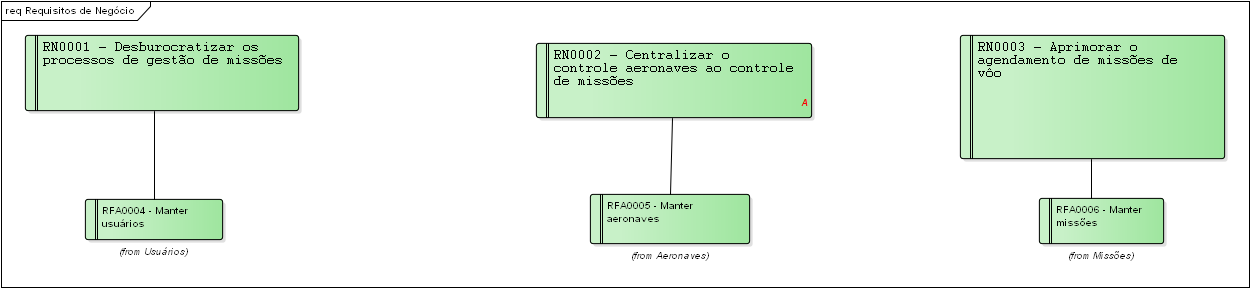 req Requisitos de Negócio
RN0001 - Desburocratizar os
processos de gestão de missões
RN0002 - Centralizar o
controle aeronaves ao controle
de missões
A
RN0003 - Aprimorar o
agendamento de missões de
vôo
RFA0004 - Manter
usuários
(from Usuários)
RFA0005 - Manter
aeronaves
(from Aeronaves)
RFA0006 - Manter
missões
(from Missões)